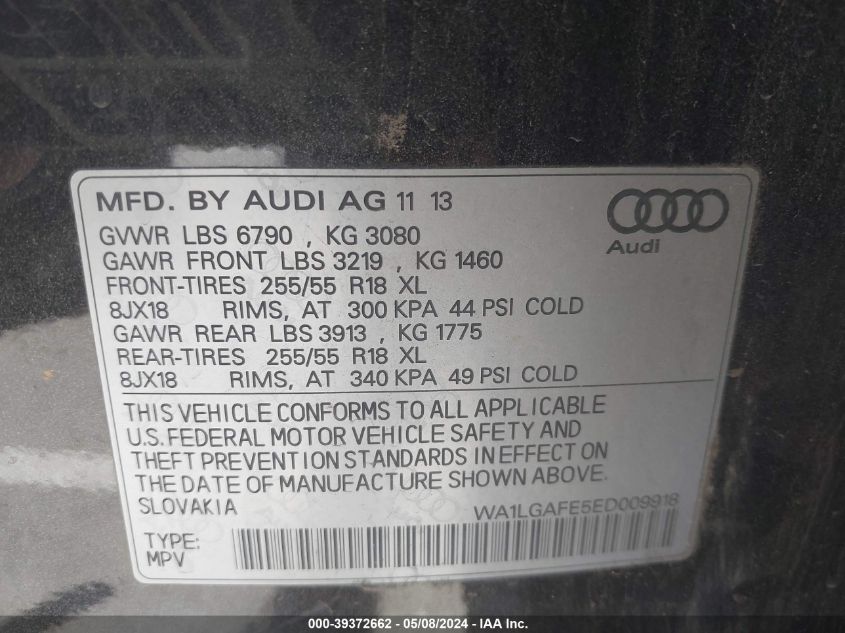 MFD. BY AUDI AG 11 13
Audi
GVWR LBS 6790 , KG 3080
GAWR FRONT LBS 3219 , KG 1460
FRONT-TIRES 255/55 R18 XL
8JX18 RIMS, AT 300 KPA 44 PSI COLD
GAWR REAR LBS 3913 , KG 1775
REAR-TIRES 255/55 R18 XL
8JX18 RIMS, AT 340 KPA 49 PSI COLD
THIS VEHICLE CONFORMS TO ALL APPLICABLE
U.S. FEDERAL MOTOR VEHICLE SAFETY AND
THEFT PREVENTION STANDARDS IN EFFECT ON
THE DATE OF MANUFACTURE SHOWN ABOVE.
SLOVAKIA
WA1LGAFE5ED009918
TYPE:
MPV
000-39372662 - 05/08/2024 - IAA Inc.